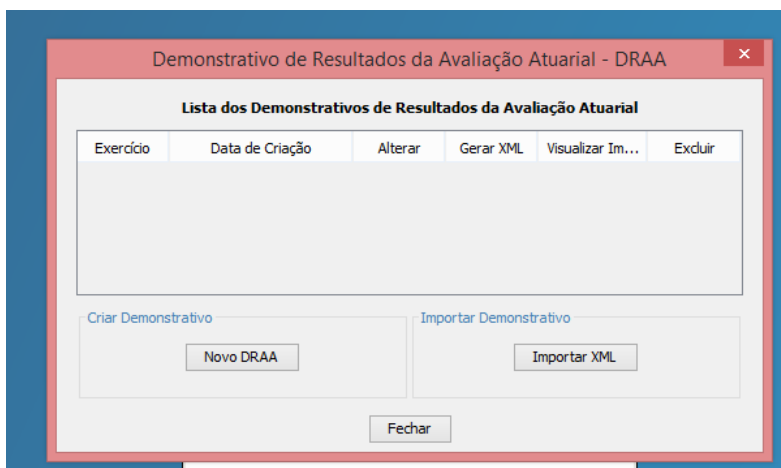 Demonstrativo de Resultados da Avaliação Atuarial - DRAA
Lista dos Demonstrativos de Resultados da Avaliação Atuarial
Exercício Data de Criação Alterar Gerar XML Visualizar Im... Excluir
Criar Demonstrativo Importar Demonstrativo
Novo DRAA Importar XML
Fechar